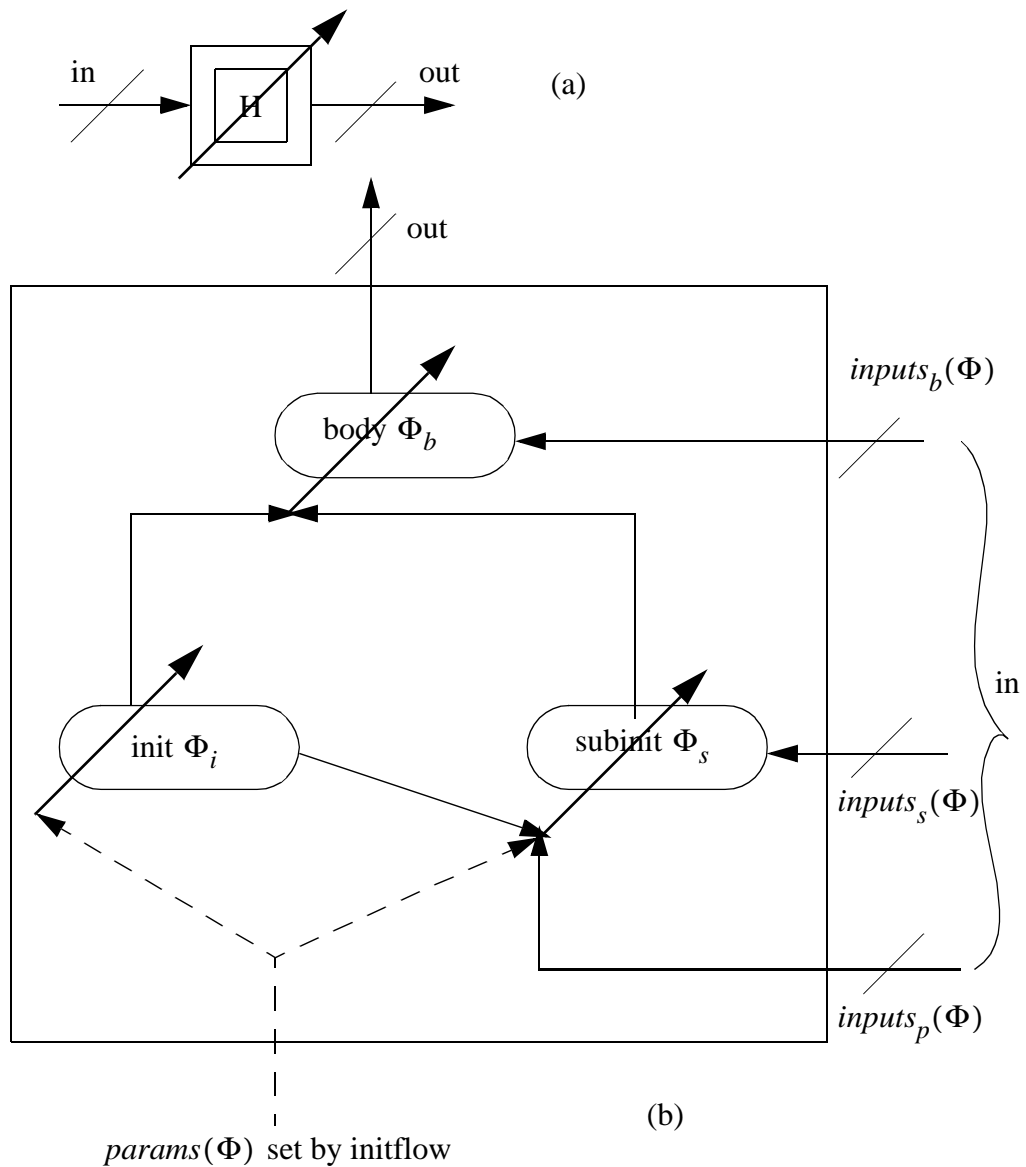 in
out
(a)
H
out
inputs_b(Φ)
body Φ_b
in
init Φ_i
subinit Φ_s
inputs_s(Φ)
inputs_p(Φ)
(b)
params(Φ) set by initflow